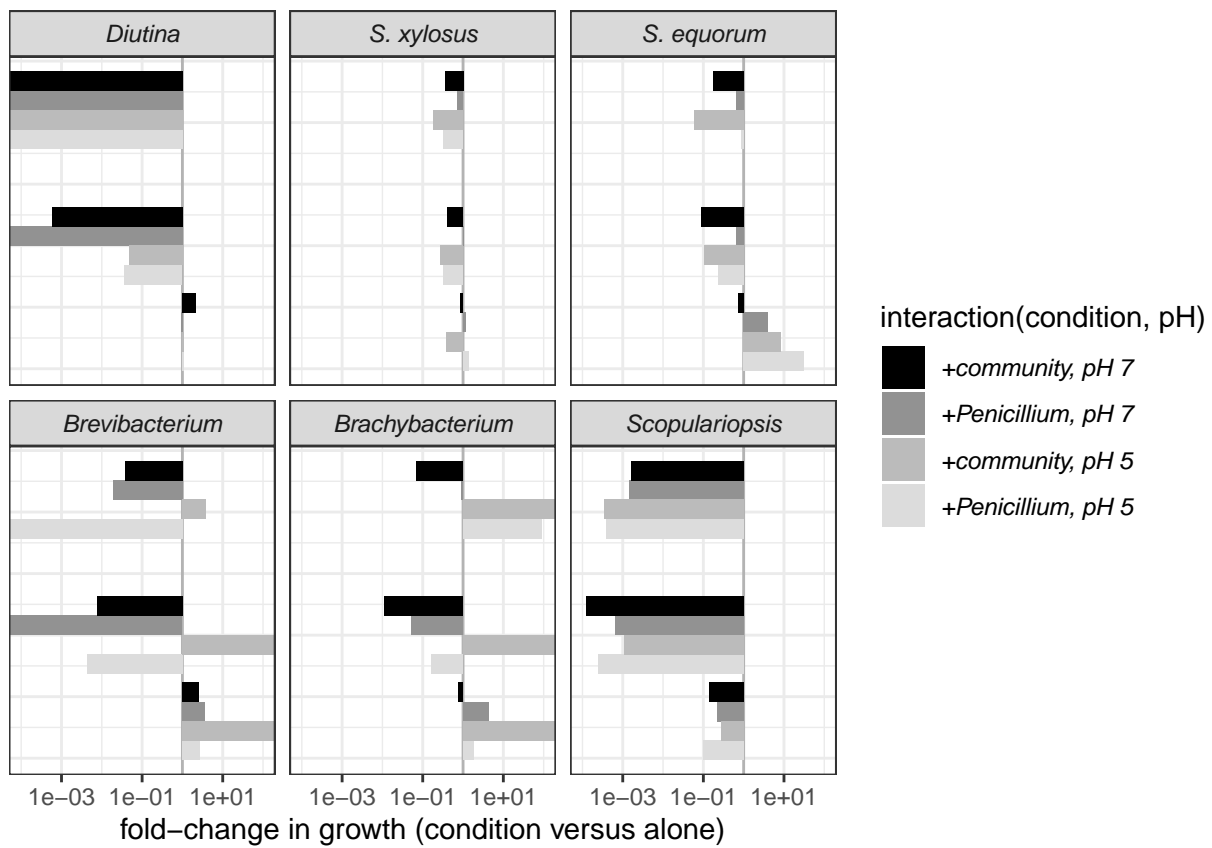 Diutina
S. xylosus
S. equorum
Brevibacterium
Brachybacterium
Scopulariopsis
1e−03
1e−01
1e+01
1e−03
1e−01
1e+01
1e−03
1e−01
1e+01
fold−change in growth (condition versus alone)
interaction(condition, pH)
+community, pH 7
+Penicillium, pH 7
+community, pH 5
+Penicillium, pH 5